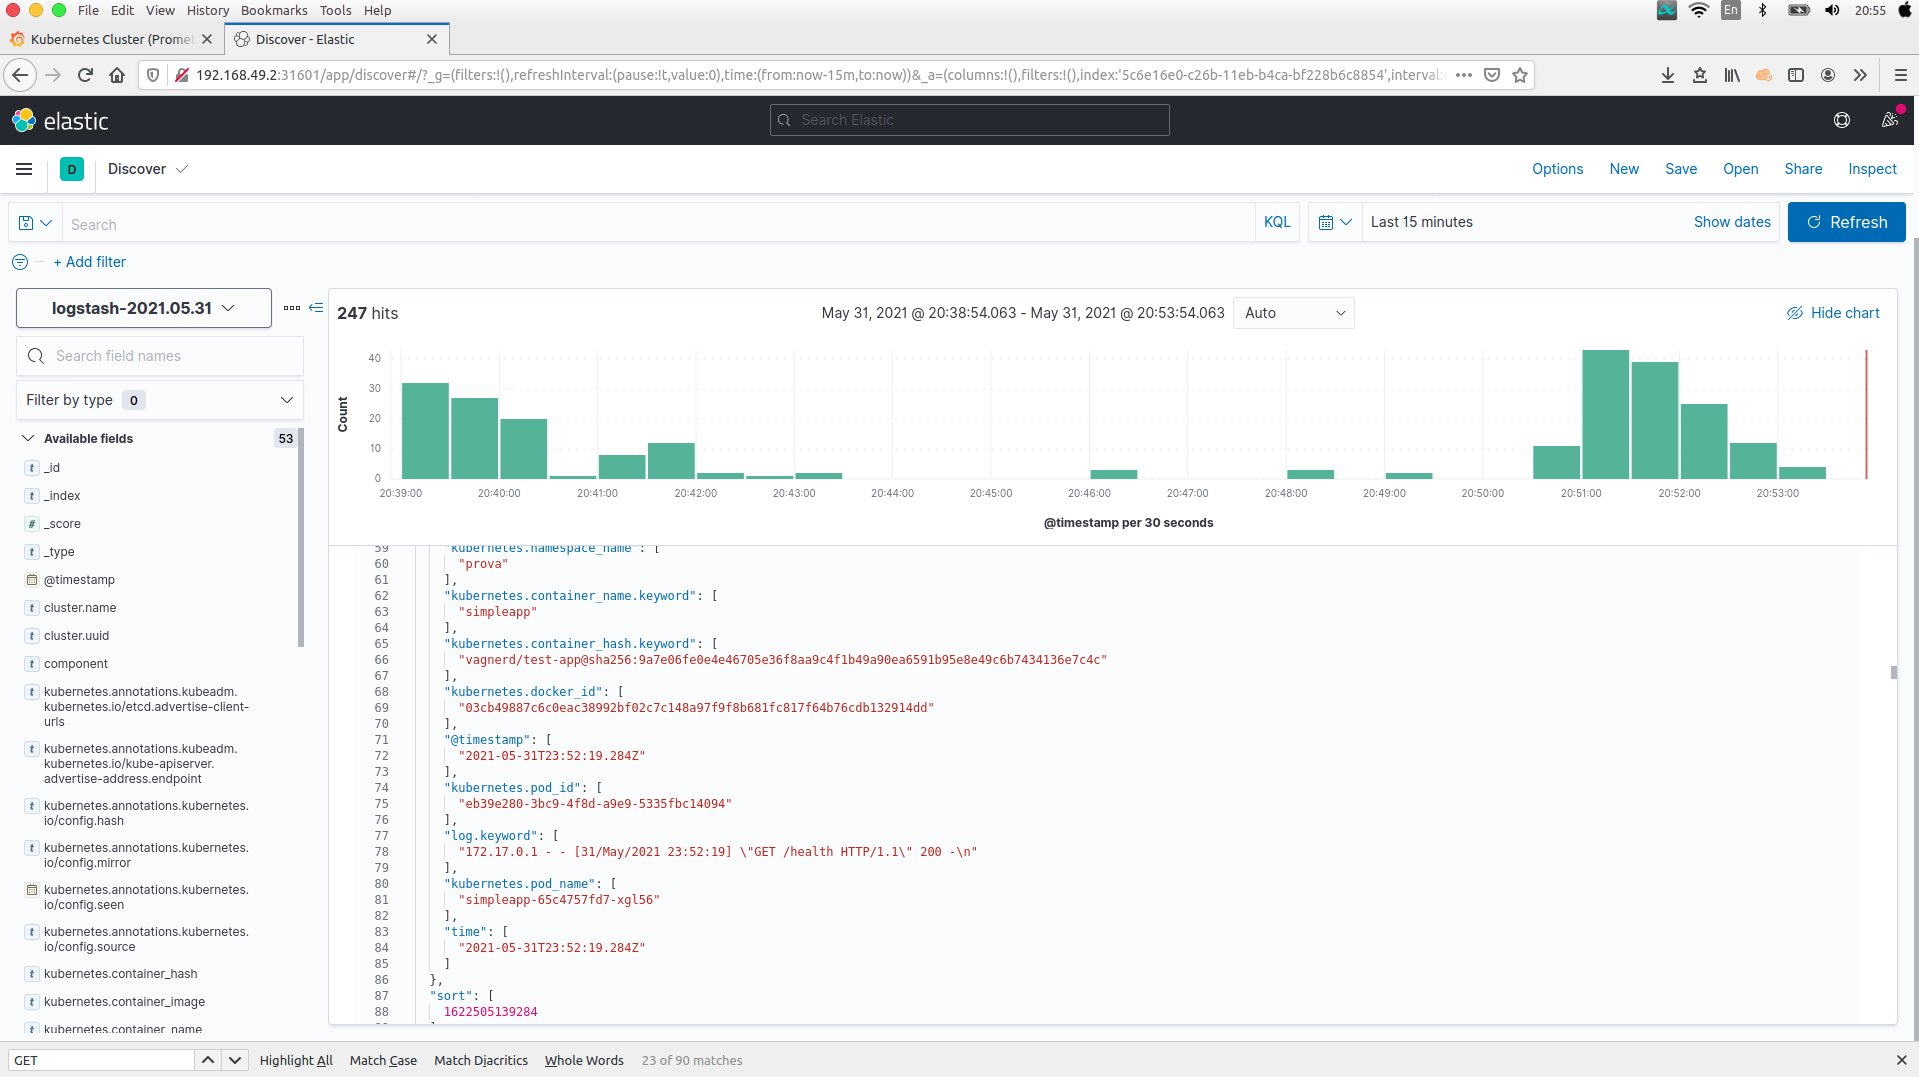 File Edit View History Bookmarks Tools Help
En
20:55
Kubernetes Cluster (Prome
Discover - Elastic
192.168.49.2:31601/app/discover#/?_g=(filters:!(),refreshInterval:(pause:!t,value:0),time:(from:now-15m,to:now))&_a=(columns:!(),filters:!(),index:'5c6e16e0-c26b-11eb-b4ca-bf228b6c8854',interval:
elastic
Search Elastic
D
Discover
Options New Save Open Share Inspect
Search
KQL
Last 15 minutes
Show dates
Refresh
+ Add filter
logstash-2021.05.31
Search field names
Filter by type 0
Available fields 53
t _id
t _index
# _score
t _type
@timestamp
t cluster.name
t cluster.uuid
t component
t kubernetes.annotations.kubeadm.
kubernetes.io/etcd.advertise-client-
urls
t kubernetes.annotations.kubeadm.
kubernetes.io/kube-apiserver.
advertise-address.endpoint
t kubernetes.annotations.kubernetes.
io/config.hash
t kubernetes.annotations.kubernetes.
io/config.mirror
kubernetes.annotations.kubernetes.
io/config.seen
t kubernetes.annotations.kubernetes.
io/config.source
t kubernetes.container_hash
t kubernetes.container_image
t kubernetes.container_name
247 hits
May 31, 2021 @ 20:38:54.063 - May 31, 2021 @ 20:53:54.063
Auto
Hide chart
Count
40
30
20
10
0
20:39:00 20:40:00 20:41:00 20:42:00 20:43:00 20:44:00 20:45:00 20:46:00 20:47:00 20:48:00 20:49:00 20:50:00 20:51:00 20:52:00 20:53:00
@timestamp per 30 seconds
59 "kubernetes.namespace_name": [
60 "prova"
61 ],
62 "kubernetes.container_name.keyword": [
63 "simpleapp"
64 ],
65 "kubernetes.container_hash.keyword": [
66 "vagnerd/test-app@sha256:9a7e06fe0e4e46705e36f8aa9c4f1b49a90ea6591b95e8e49c6b7434136e7c4c"
67 ],
68 "kubernetes.docker_id": [
69 "03cb49887c6c0eac38992bf02c7c148a97f9f8b681fc817f64b76cdb132914dd"
70 ],
71 "@timestamp": [
72 "2021-05-31T23:52:19.284Z"
73 ],
74 "kubernetes.pod_id": [
75 "eb39e280-3bc9-4f8d-a9e9-5335fbc14094"
76 ],
77 "log.keyword": [
78 "172.17.0.1 - - [31/May/2021 23:52:19] \"GET /health HTTP/1.1\" 200 -\n"
79 ],
80 "kubernetes.pod_name": [
81 "simpleapp-65c4757fd7-xgl56"
82 ],
83 "time": [
84 "2021-05-31T23:52:19.284Z"
85 ]
86 },
87 "sort": [
88 1622505139284
GET
Highlight All
Match Case
Match Diacritics
Whole Words
23 of 90 matches